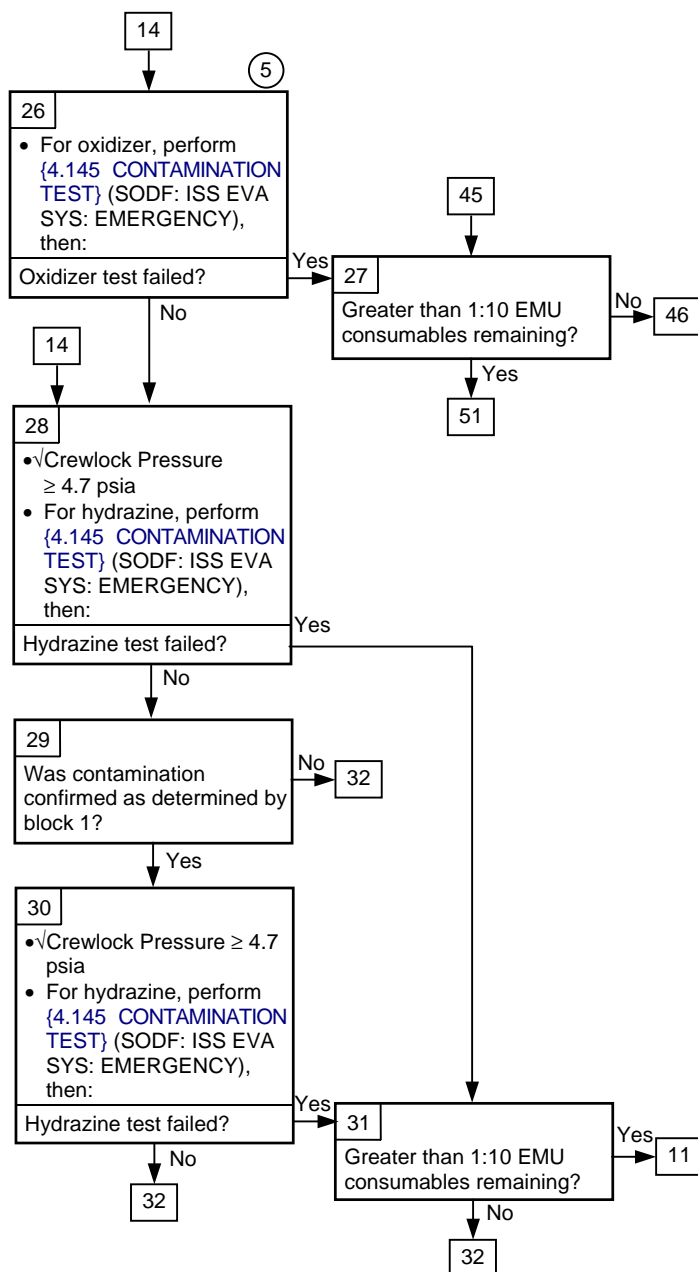 14
5
26
• For oxidizer, perform
{4.145 CONTAMINATION
TEST} (SODF: ISS EVA
SYS: EMERGENCY),
then:
Oxidizer test failed?
Yes
No
45
27
Greater than 1:10 EMU
consumables remaining?
No
46
Yes
51
14
28
•√Crewlock Pressure
≥ 4.7 psia
• For hydrazine, perform
{4.145 CONTAMINATION
TEST} (SODF: ISS EVA
SYS: EMERGENCY),
then:
Hydrazine test failed?
Yes
No
29
Was contamination
confirmed as determined by
block 1?
No
32
Yes
30
•√Crewlock Pressure ≥ 4.7
psia
• For hydrazine, perform
{4.145 CONTAMINATION
TEST} (SODF: ISS EVA
SYS: EMERGENCY),
then:
Hydrazine test failed?
Yes
No
32
31
Greater than 1:10 EMU
consumables remaining?
Yes
11
No
32